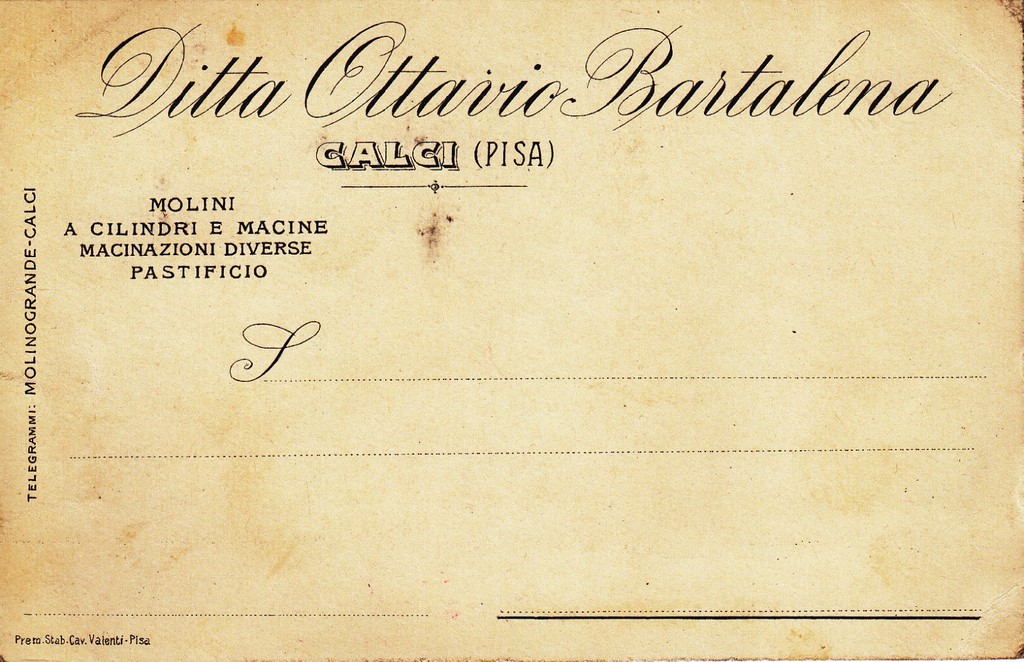 Ditta Ottavio Bartalena
CALCI (PISA)
MOLINI
A CILINDRI E MACINE
MACINAZIONI DIVERSE
PASTIFICIO
TELEGRAMMI: MOLINOGRANDE-CALCI
S
Prem. Stab. Cav. Valenti-Pisa